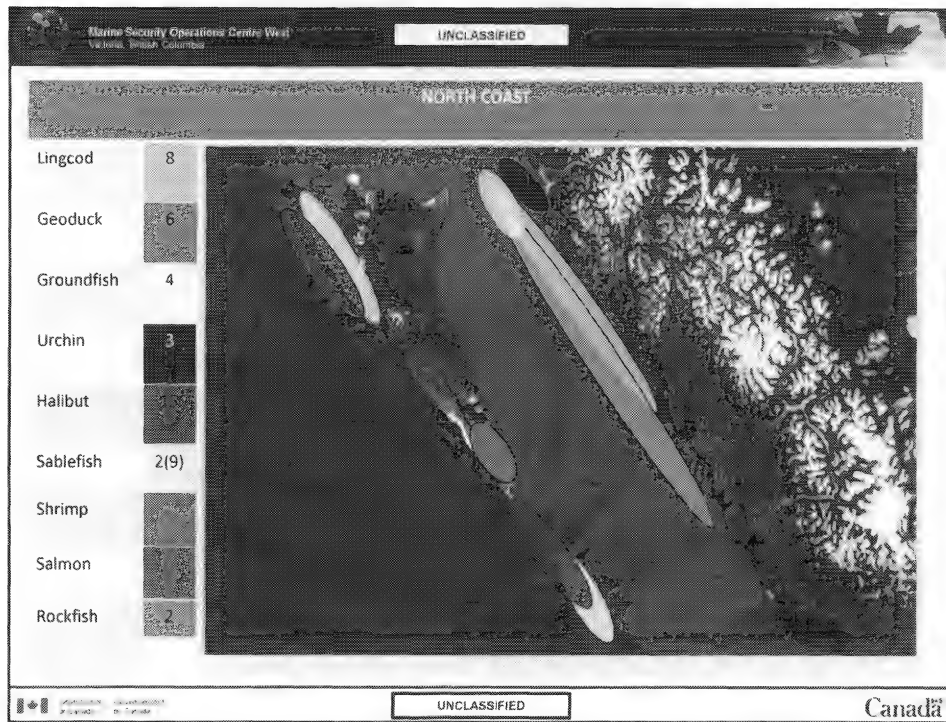 Marine Security Operations Centre West
Victoria, British Columbia
UNCLASSIFIED
NORTH COAST
Lingcod 8
Geoduck 6
Groundfish 4
Urchin 3
Halibut
Sablefish 2(9)
Shrimp
Salmon
Rockfish 2
UNCLASSIFIED
Canada